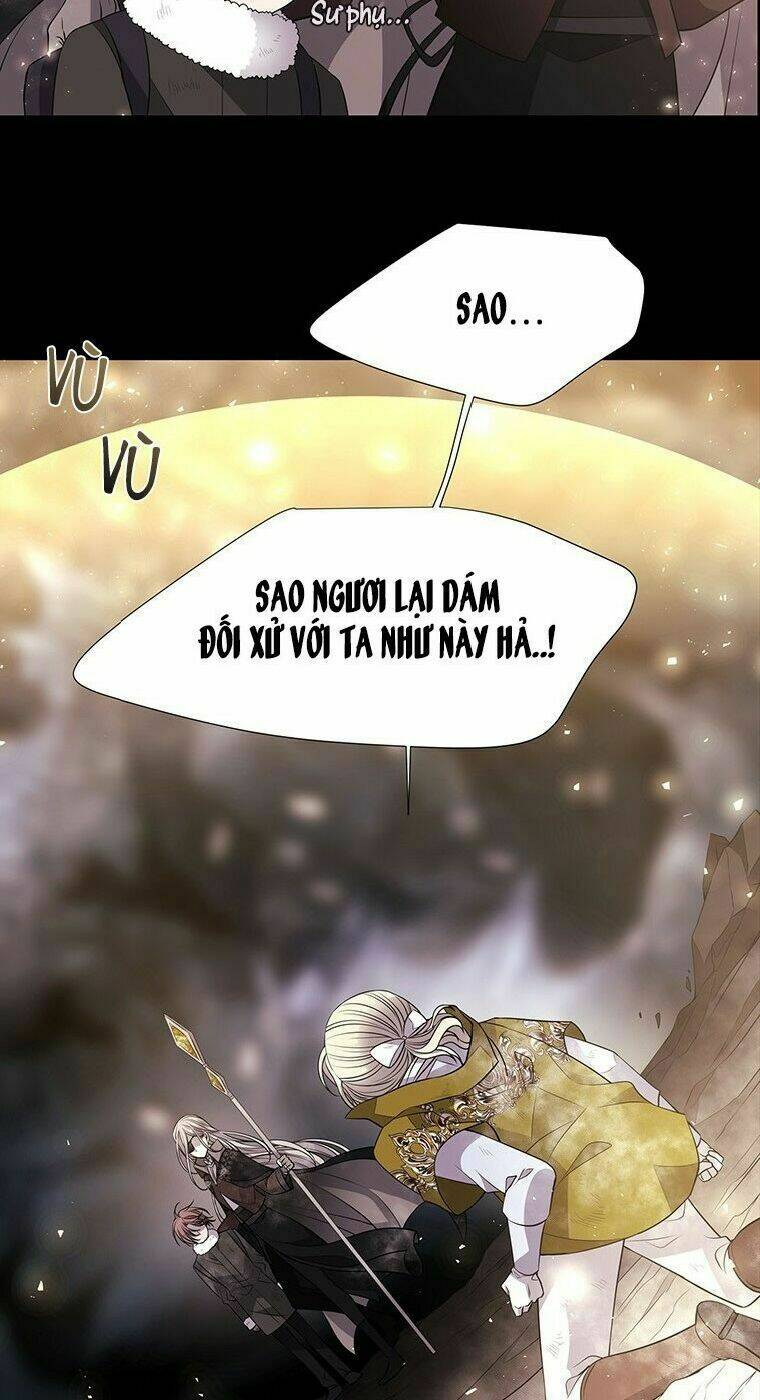 Sư phụ...
SAO...
VÙ
VÙ
SAO NGƯƠI LẠI DÁM
ĐỐI XỬ VỚI TA NHƯ NÀY HẢ..!